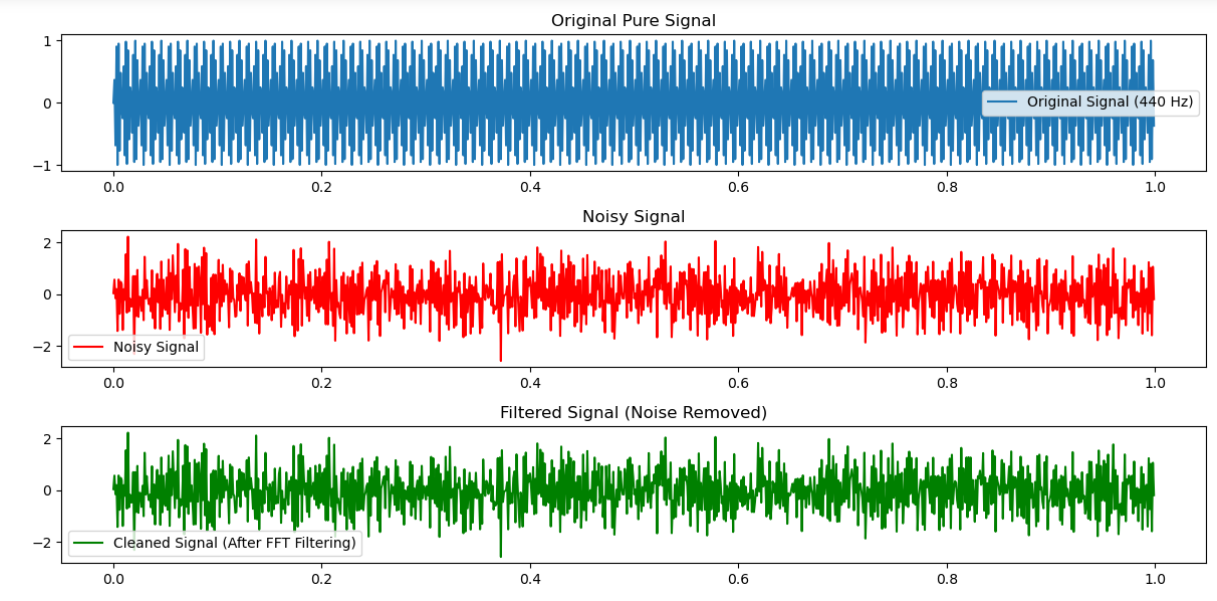 Original Pure Signal
1
0
−1
Original Signal (440 Hz)
0.0 0.2 0.4 0.6 0.8 1.0
Noisy Signal
2
0
−2
Noisy Signal
0.0 0.2 0.4 0.6 0.8 1.0
Filtered Signal (Noise Removed)
2
0
−2
Cleaned Signal (After FFT Filtering)
0.0 0.2 0.4 0.6 0.8 1.0